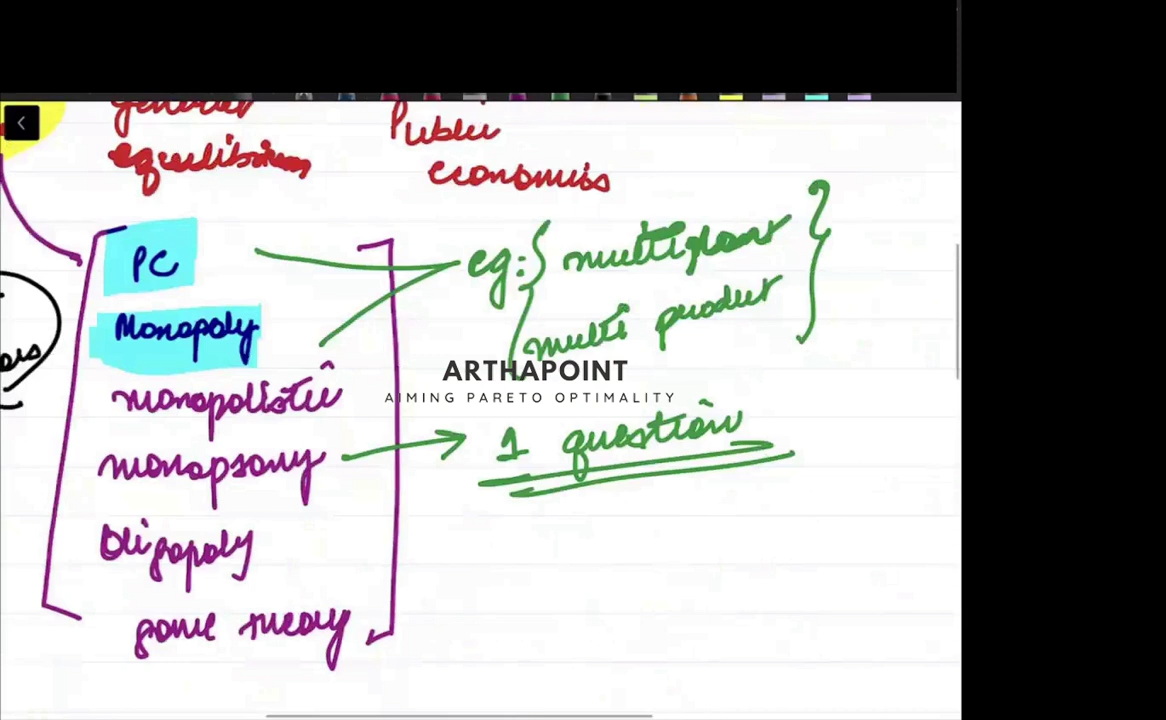 general
equilibrium
Public
economics
PC
Monopoly
monopolistic
monopsony
Oligopoly
game theory
eg: { multiplant
multi product }
ARTHAPOINT
AIMING PARETO OPTIMALITY
1 question